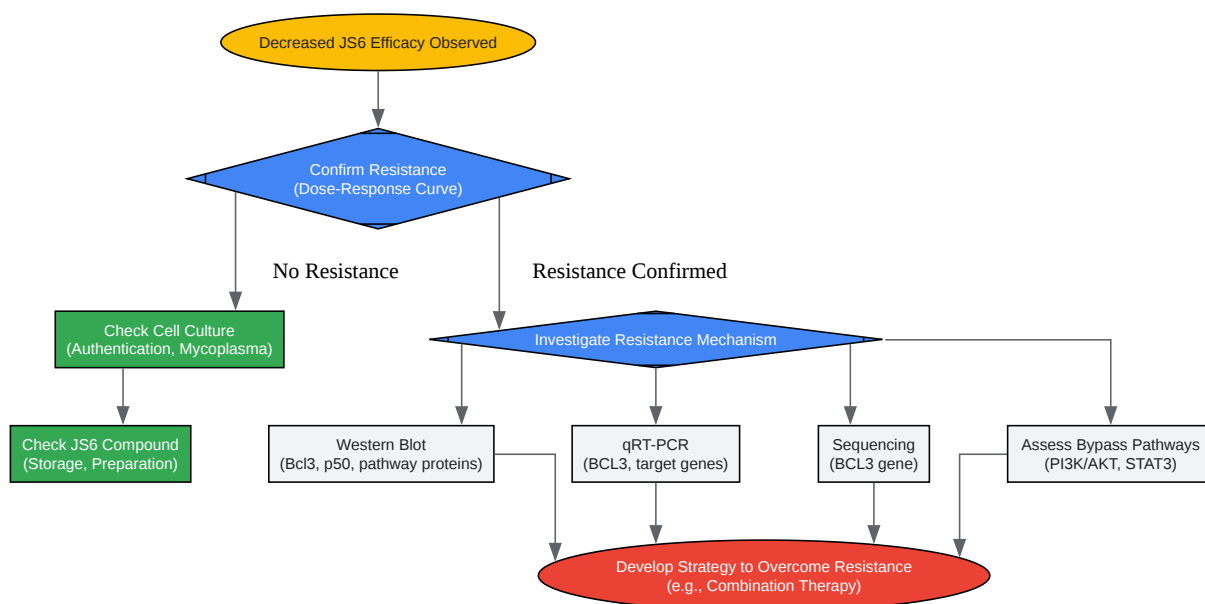 Decreased JS6 Efficacy Observed
Confirm Resistance
(Dose-Response Curve)
No Resistance
Resistance Confirmed
Check Cell Culture
(Authentication, Mycoplasma)
Investigate Resistance Mechanism
Check JS6 Compound
(Storage, Preparation)
Western Blot
(Bcl3, p50, pathway proteins)
qRT-PCR
(BCL3, target genes)
Sequencing
(BCL3 gene)
Assess Bypass Pathways
(PI3K/AKT, STAT3)
Develop Strategy to Overcome Resistance
(e.g., Combination Therapy)